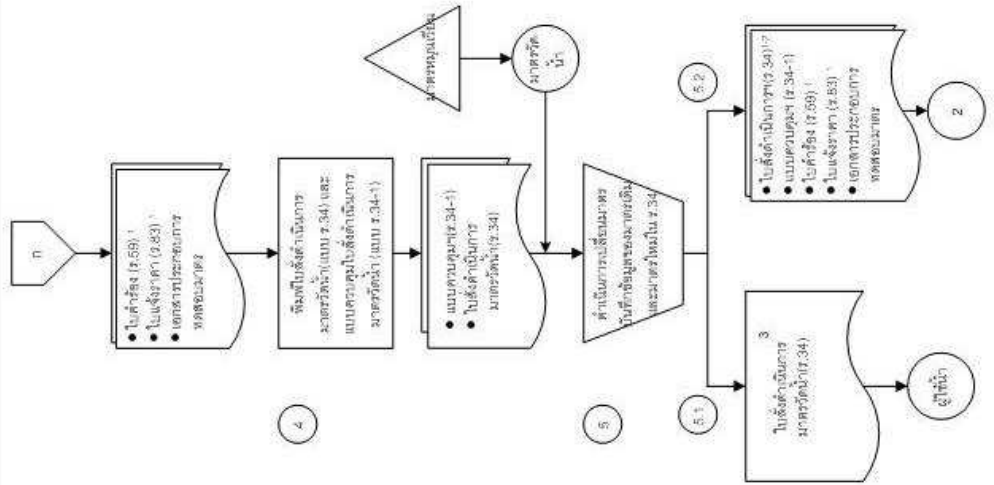 ก
● ใบคำร้อง (ร.59) 1
● ใบแจ้งราคา (ร.83) 1
● เอกสารประกอบการ
ทดสอบมาตร
4
พิมพ์ใบสั่งดำเนินการ
มาตรวัดน้ำ(แบบ ร.34) และ
แบบควบคุมใบสั่งดำเนินการ
มาตรวัดน้ำ (แบบ ร.34-1)
มาตรหมุนเวียน
มาตรวัด
น้ำ
● แบบควบคุมฯ(ร.34-1)
● ใบสั่งดำเนินการ
มาตรวัดน้ำ(ร.34)
5
ดำเนินการเปลี่ยนมาตร
บันทึกข้อมูลของมาตรเดิม
และมาตรใหม่ใน ร.34
5.1
3
ใบสั่งดำเนินการ
มาตรวัดน้ำ(ร.34)
ผู้ใช้น้ำ
5.2
● ใบสั่งดำเนินการฯ(ร.34)
● แบบควบคุมฯ (ร.34-1)
● ใบคำร้อง (ร.59) 1
● ใบแจ้งราคา (ร.83) 1
● เอกสารประกอบการ
ทดสอบมาตร
2